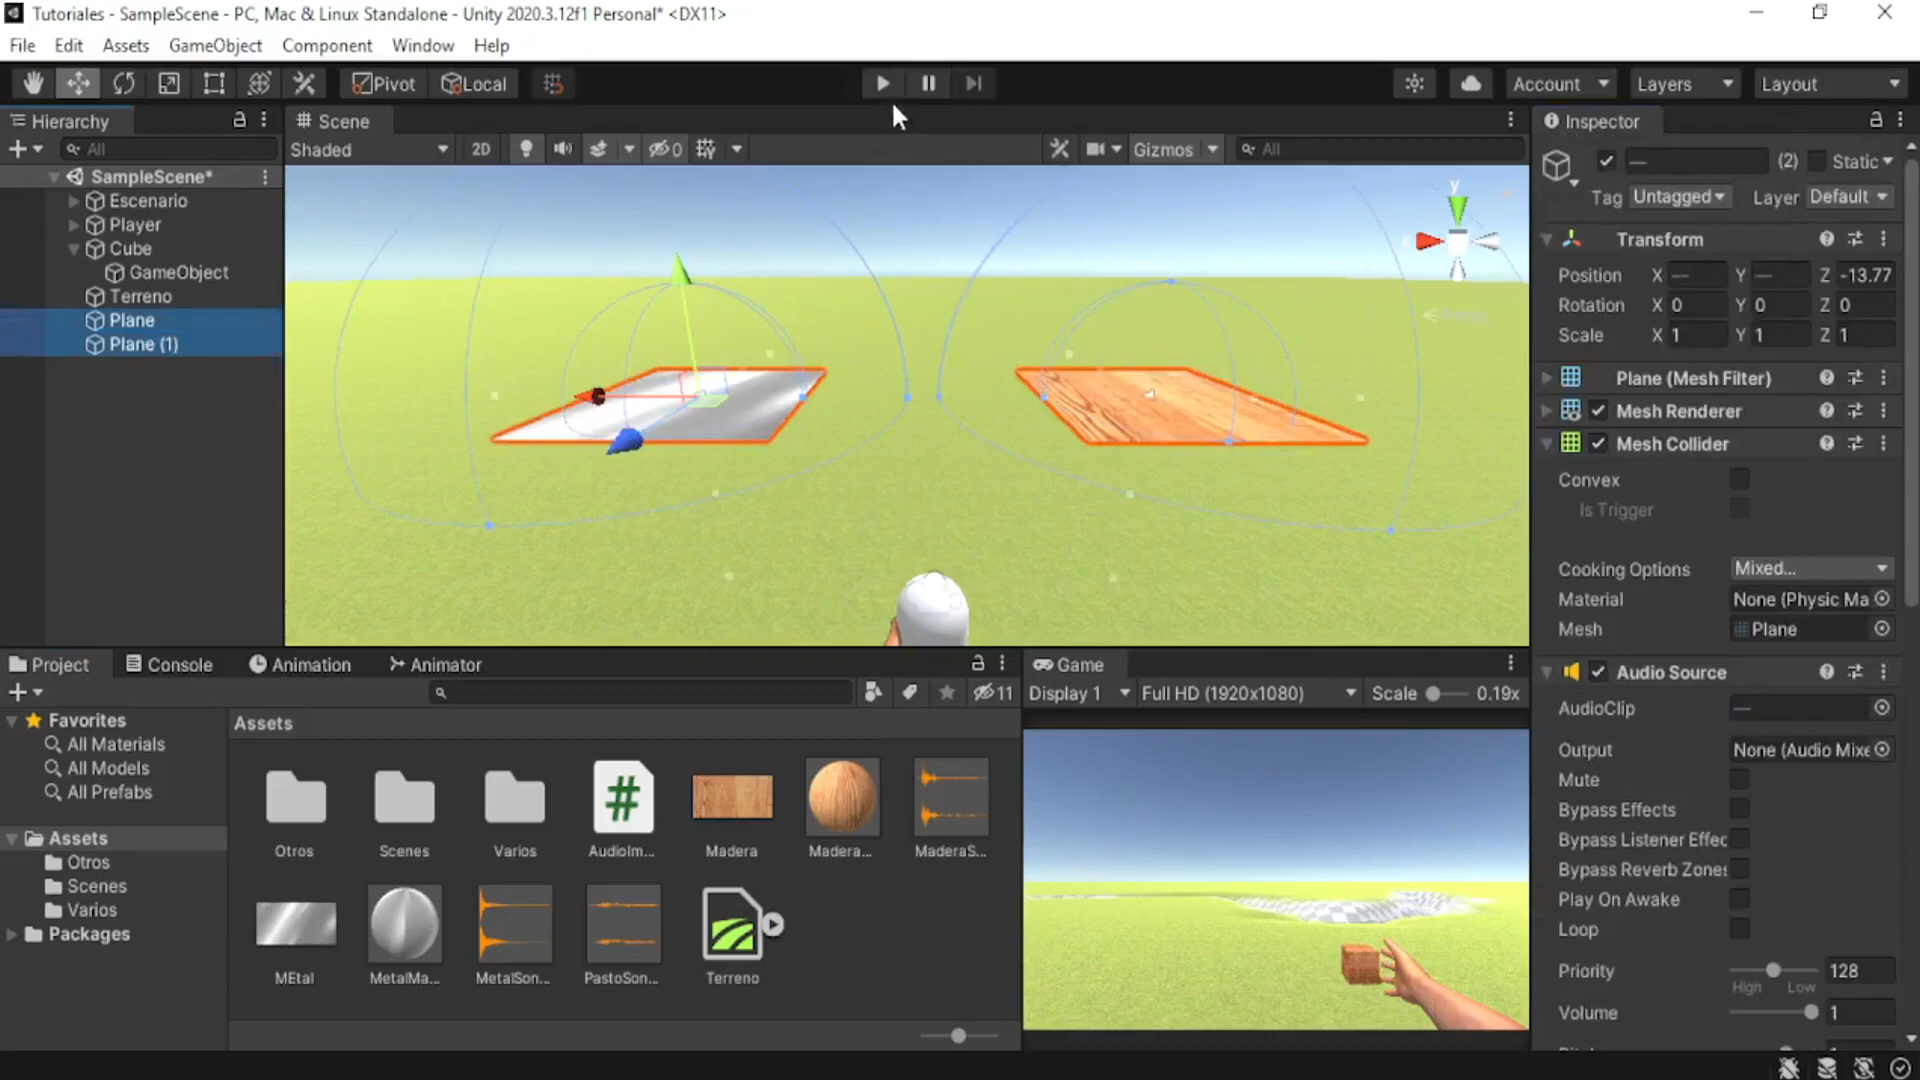 Tutoriales - SampleScene - PC, Mac & Linux Standalone - Unity 2020.3.12f1 Personal* <DX11>
File Edit Assets GameObject Component Window Help
Pivot Local Account Layers Layout
Hierarchy
All
SampleScene*
Escenario
Player
Cube
GameObject
Terreno
Plane
Plane (1)
Scene
Shaded 2D 0 Gizmos All
y
Inspector
— (2) Static
Tag Untagged Layer Default
Transform
Position X — Y — Z -13.77
Rotation X 0 Y 0 Z 0
Scale X 1 Y 1 Z 1
Plane (Mesh Filter)
Mesh Renderer
Mesh Collider
Convex
Is Trigger
Cooking Options Mixed...
Material None (Physic Ma
Mesh Plane
Audio Source
AudioClip —
Output None (Audio Mixe
Mute
Bypass Effects
Bypass Listener Effec
Bypass Reverb Zones
Play On Awake
Loop
Priority 128
High Low
Volume 1
Project Console Animation Animator
11
Favorites
All Materials
All Models
All Prefabs
Assets
Otros
Scenes
Varios
Packages
Assets
Otros Scenes Varios AudioIm... Madera Madera... MaderaS...
MEtal MetalMa... MetalSon... PastoSon... Terreno
Game
Display 1 Full HD (1920x1080) Scale 0.19x